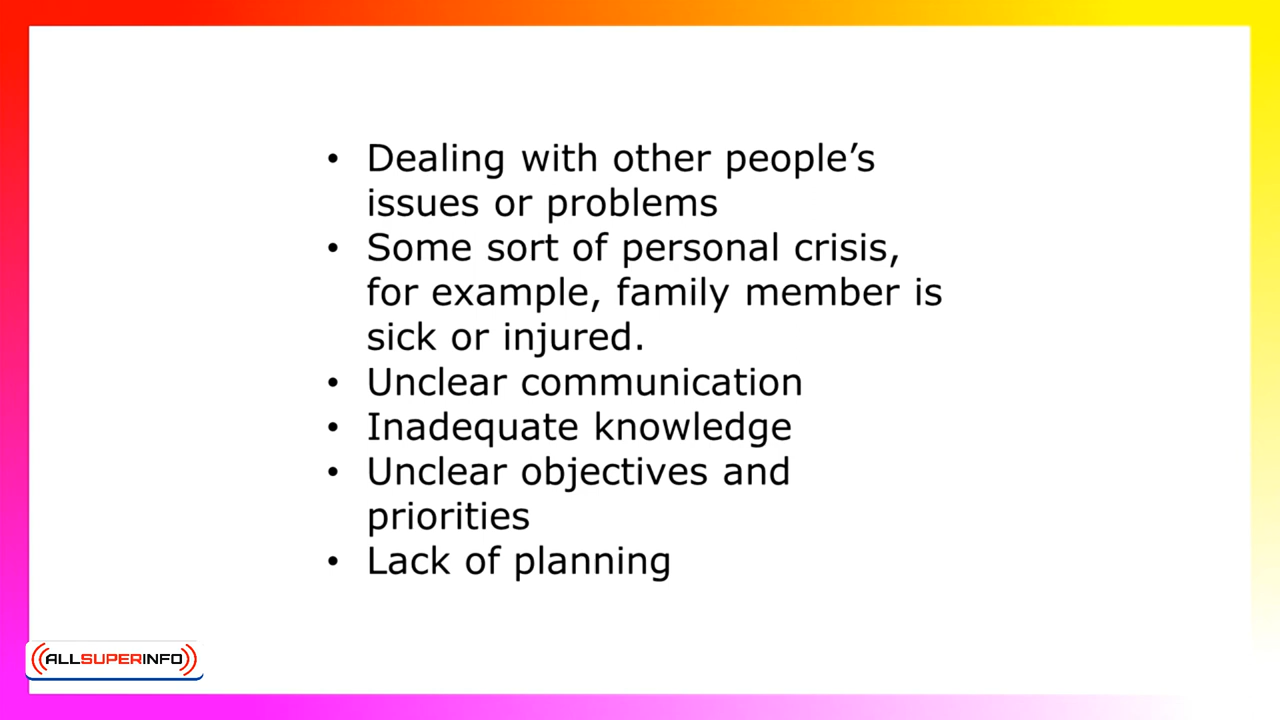 • Dealing with other people’s
issues or problems
• Some sort of personal crisis,
for example, family member is
sick or injured.
• Unclear communication
• Inadequate knowledge
• Unclear objectives and
priorities
• Lack of planning
ALLSUPERINFO